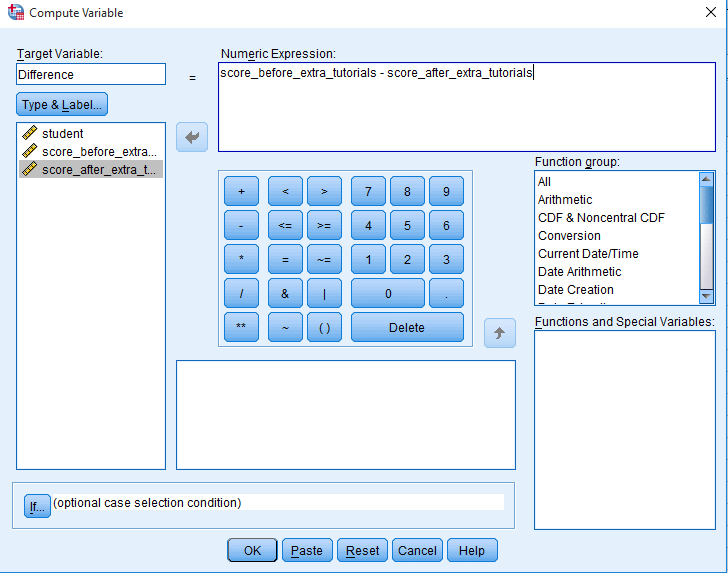 Compute Variable
Target Variable:
Difference
=
Numeric Expression:
score_before_extra_tutorials - score_after_extra_tutorials
Type & Label...
student
score_before_extra...
score_after_extra_t...
+ < > 7 8 9
- <= >= 4 5 6
* = ~= 1 2 3
/ & | 0 .
** ~ ( ) Delete
Function group:
All
Arithmetic
CDF & Noncentral CDF
Conversion
Current Date/Time
Date Arithmetic
Date Creation
Functions and Special Variables:
If... (optional case selection condition)
OK Paste Reset Cancel Help